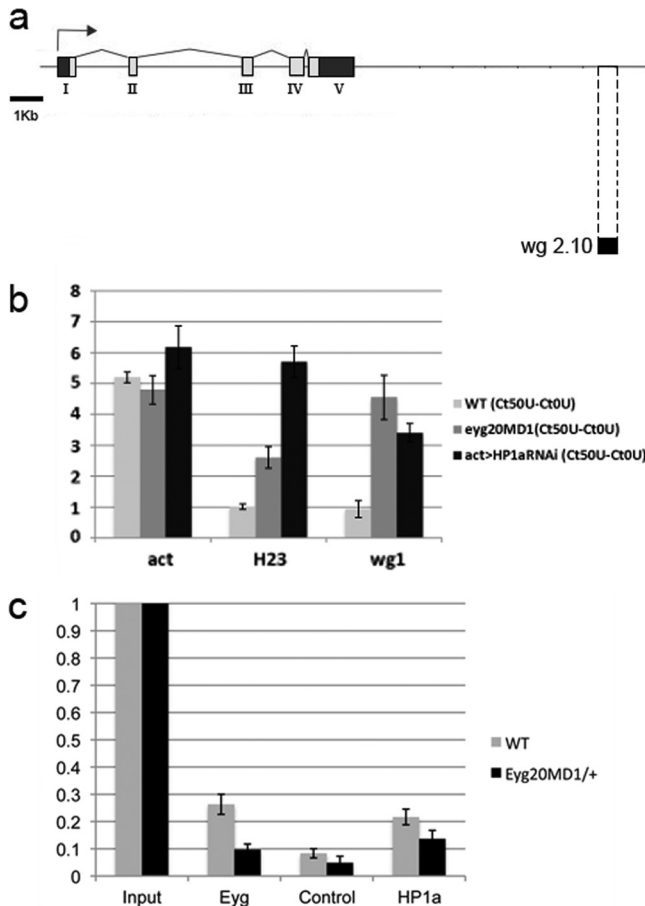 a
I II III IV V
1Kb
wg 2.10
b
8
7
6
5
4
3
2
1
0
act H23 wg1
WT (Ct50U-Ct0U)
eyg20MD1(Ct50U-Ct0U)
act>HP1aRNAi (Ct50U-Ct0U)
c
1
0.9
0.8
0.7
0.6
0.5
0.4
0.3
0.2
0.1
0
Input Eyg Control HP1a
WT
Eyg20MD1/+